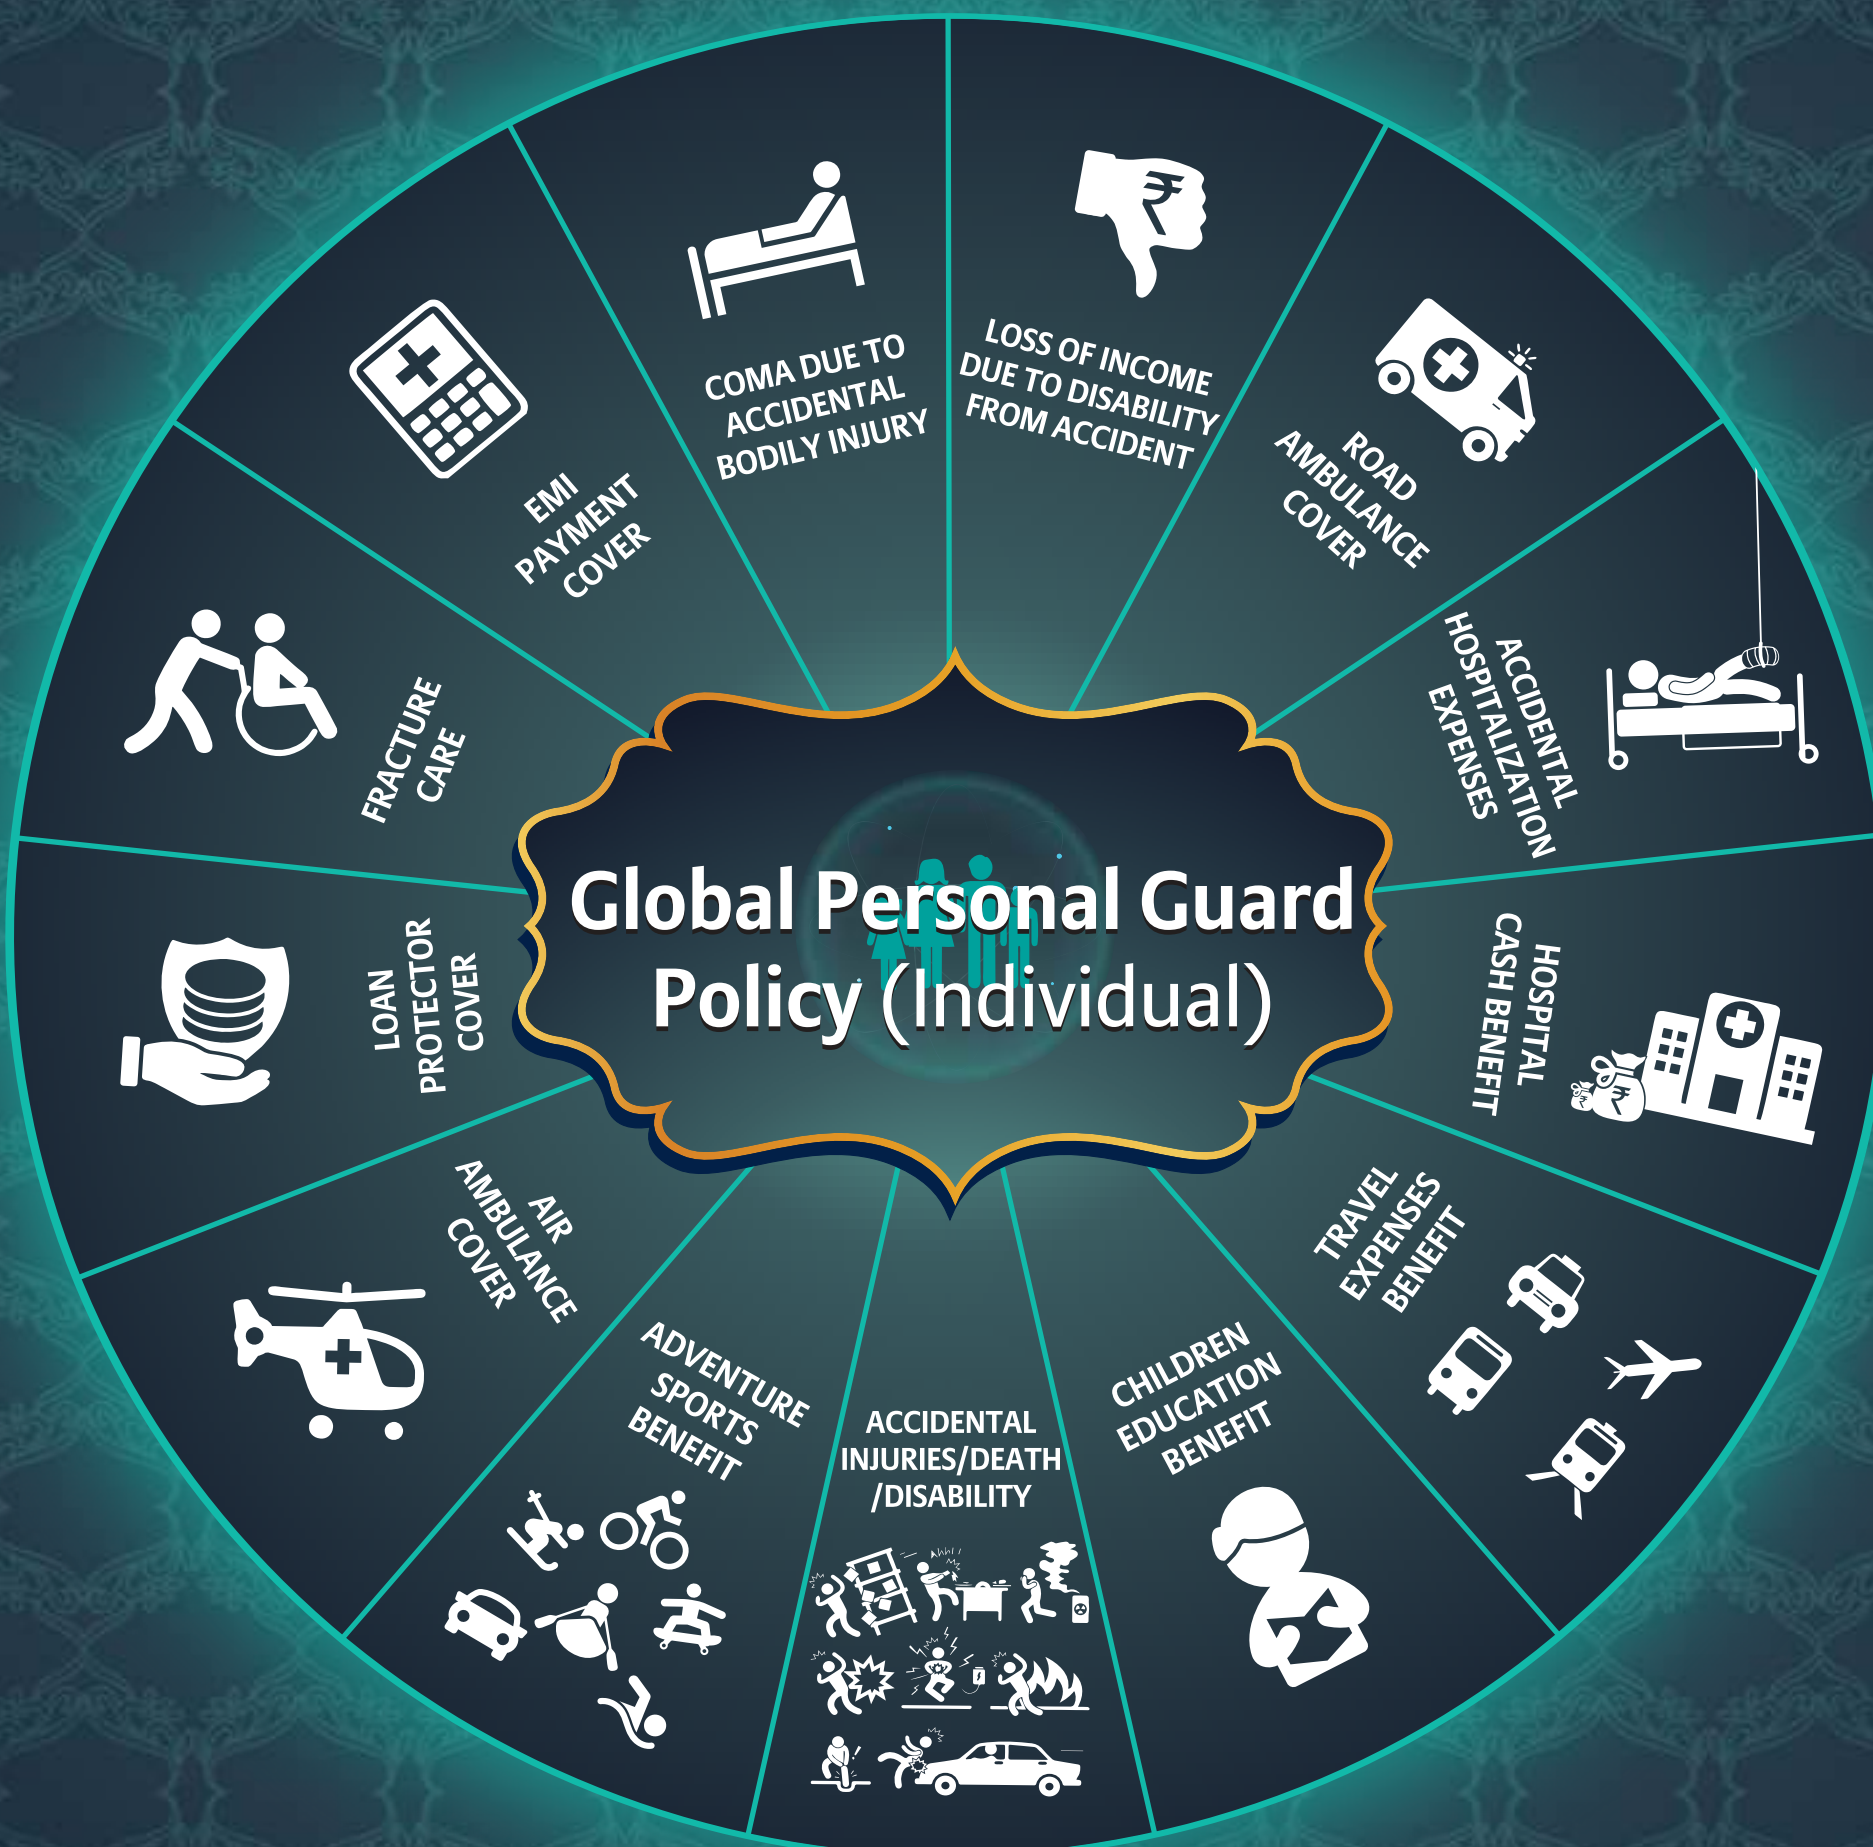 Global Personal Guard
Policy (Individual)
COMA DUE TO
ACCIDENTAL
BODILY INJURY
LOSS OF INCOME
DUE TO DISABILITY
FROM ACCIDENT
ROAD
AMBULANCE
COVER
ACCIDENTAL
HOSPITALIZATION
EXPENSES
HOSPITAL
CASH BENEFIT
TRAVEL
EXPENSES
BENEFIT
CHILDREN
EDUCATION
BENEFIT
ACCIDENTAL
INJURIES/DEATH
/DISABILITY
Ahhh!
ADVENTURE
SPORTS
BENEFIT
AIR
AMBULANCE
COVER
LOAN
PROTECTOR
COVER
FRACTURE
CARE
EMI
PAYMENT
COVER